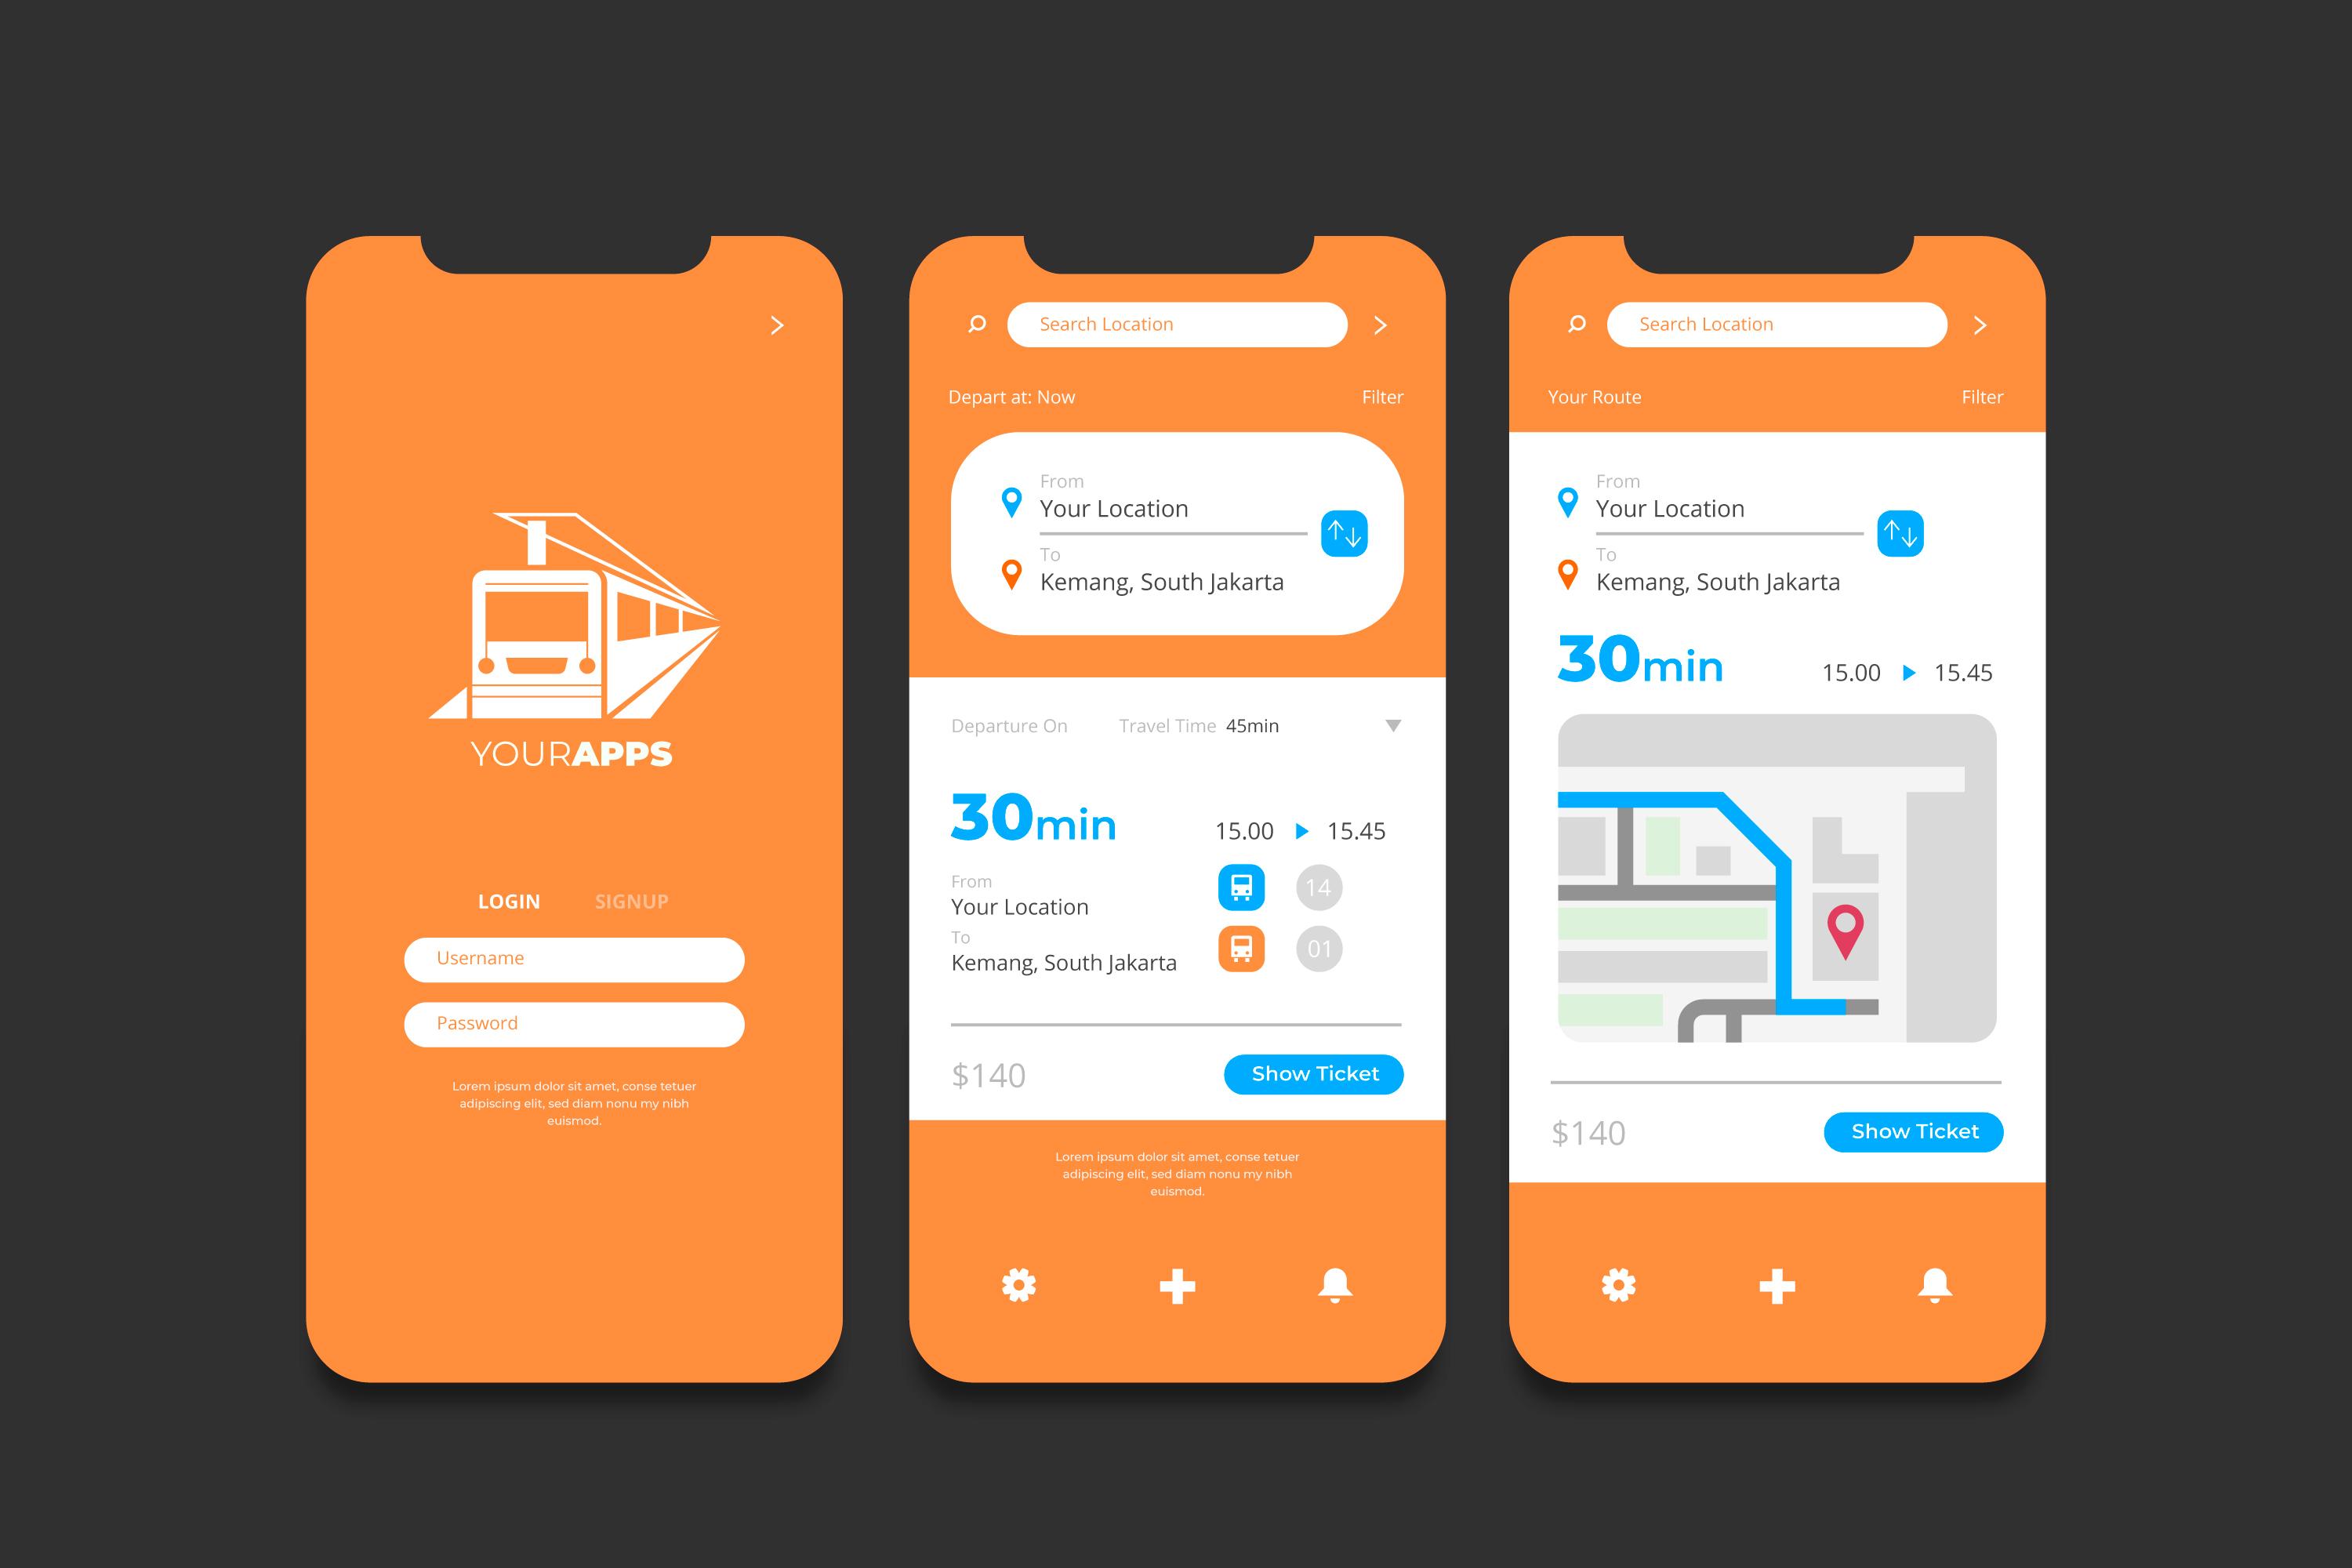 YOURAPPS
LOGIN SIGNUP
Username
Password
Lorem ipsum dolor sit amet, conse tetuer
adipiscing elit, sed diam nonu my nibh
euismod.
Search Location
Depart at: Now Filter
From
Your Location
To
Kemang, South Jakarta
Departure On Travel Time 45min
30min 15.00 15.45
From
Your Location
14
To
Kemang, South Jakarta
01
$140 Show Ticket
Lorem ipsum dolor sit amet, conse tetuer
adipiscing elit, sed diam nonu my nibh
euismod.
Search Location
Your Route Filter
From
Your Location
To
Kemang, South Jakarta
30min 15.00 15.45
$140 Show Ticket